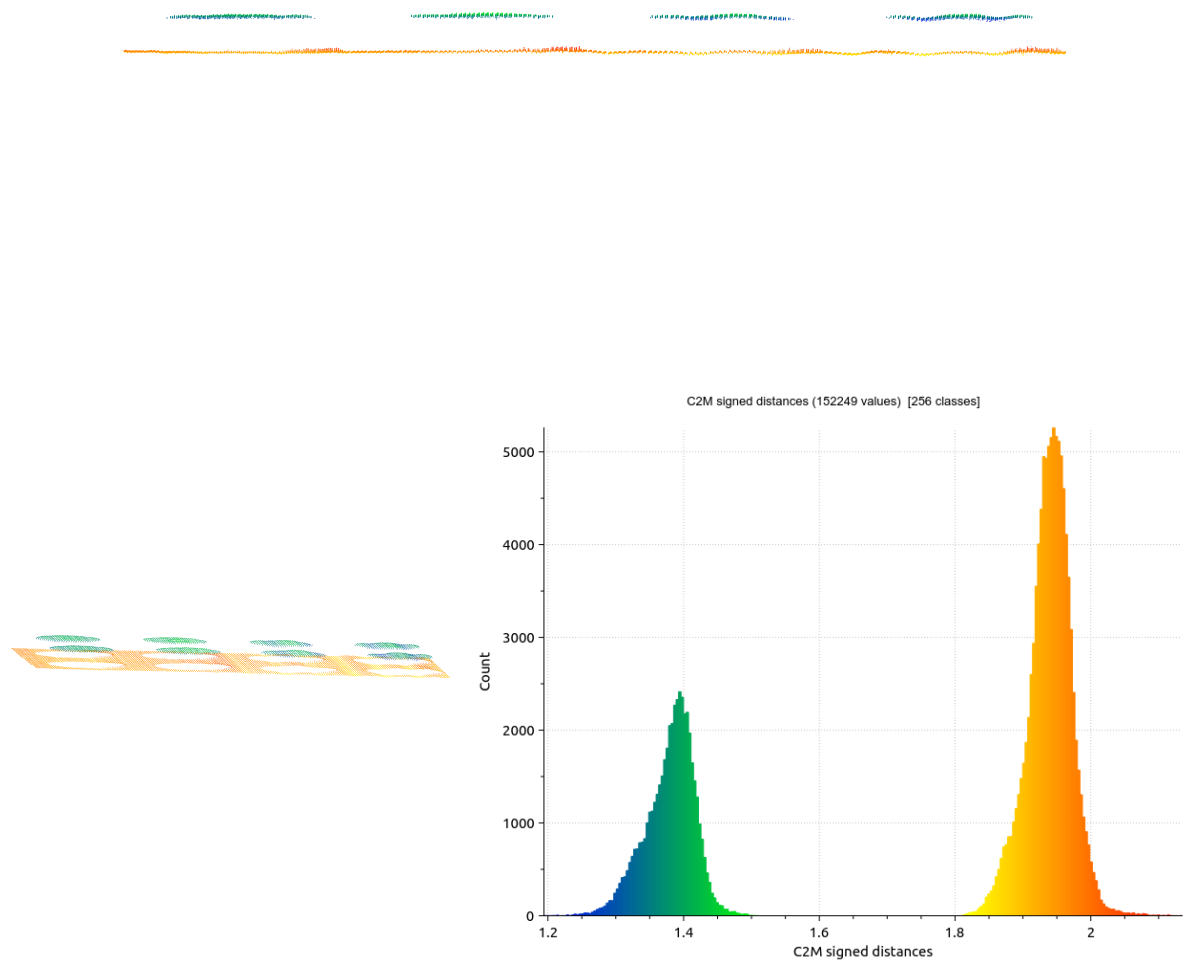 C2M signed distances (152249 values) [256 classes]
5000
4000
3000
2000
1000
0
Count
1.2 1.4 1.6 1.8 2
C2M signed distances